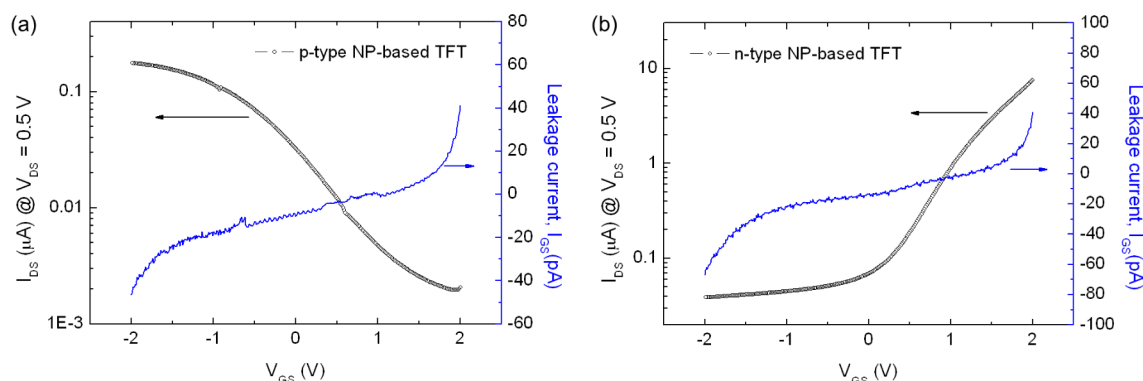 (a)
p-type NP-based TFT
I_DS (μA) @ V_DS = 0.5 V
0.1
0.01
1E-3
-2 -1 0 1 2
V_GS (V)
80
60
40
20
0
-20
-40
-60
Leakage current, I_GS(pA)
(b)
n-type NP-based TFT
I_DS (μA) @ V_DS = 0.5 V
10
1
0.1
-2 -1 0 1 2
V_GS (V)
100
80
60
40
20
0
-20
-40
-60
-80
-100
Leakage current, I_GS(pA)